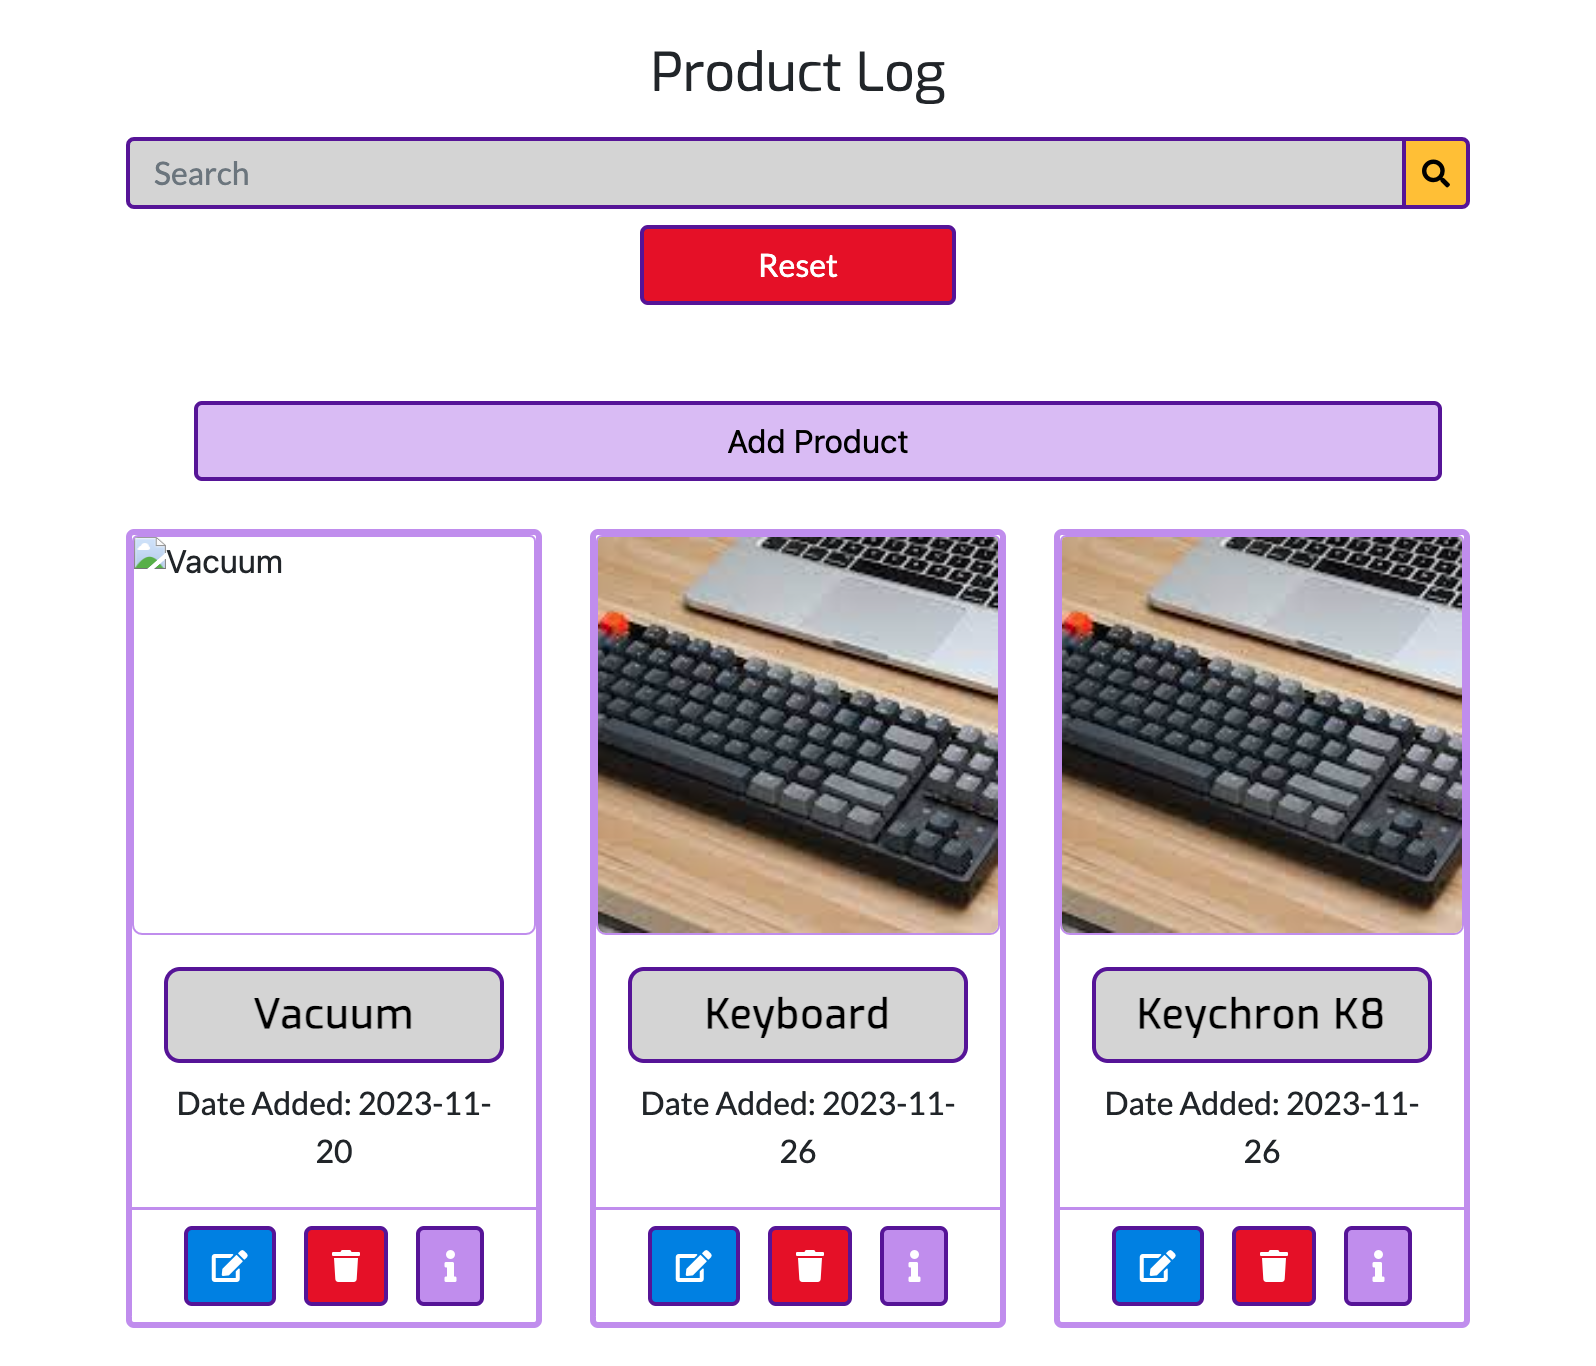 Product Log
Search
Reset
Add Product
Vacuum
Vacuum
Date Added: 2023-11-
20
Keyboard
Date Added: 2023-11-
26
Keychron K8
Date Added: 2023-11-
26